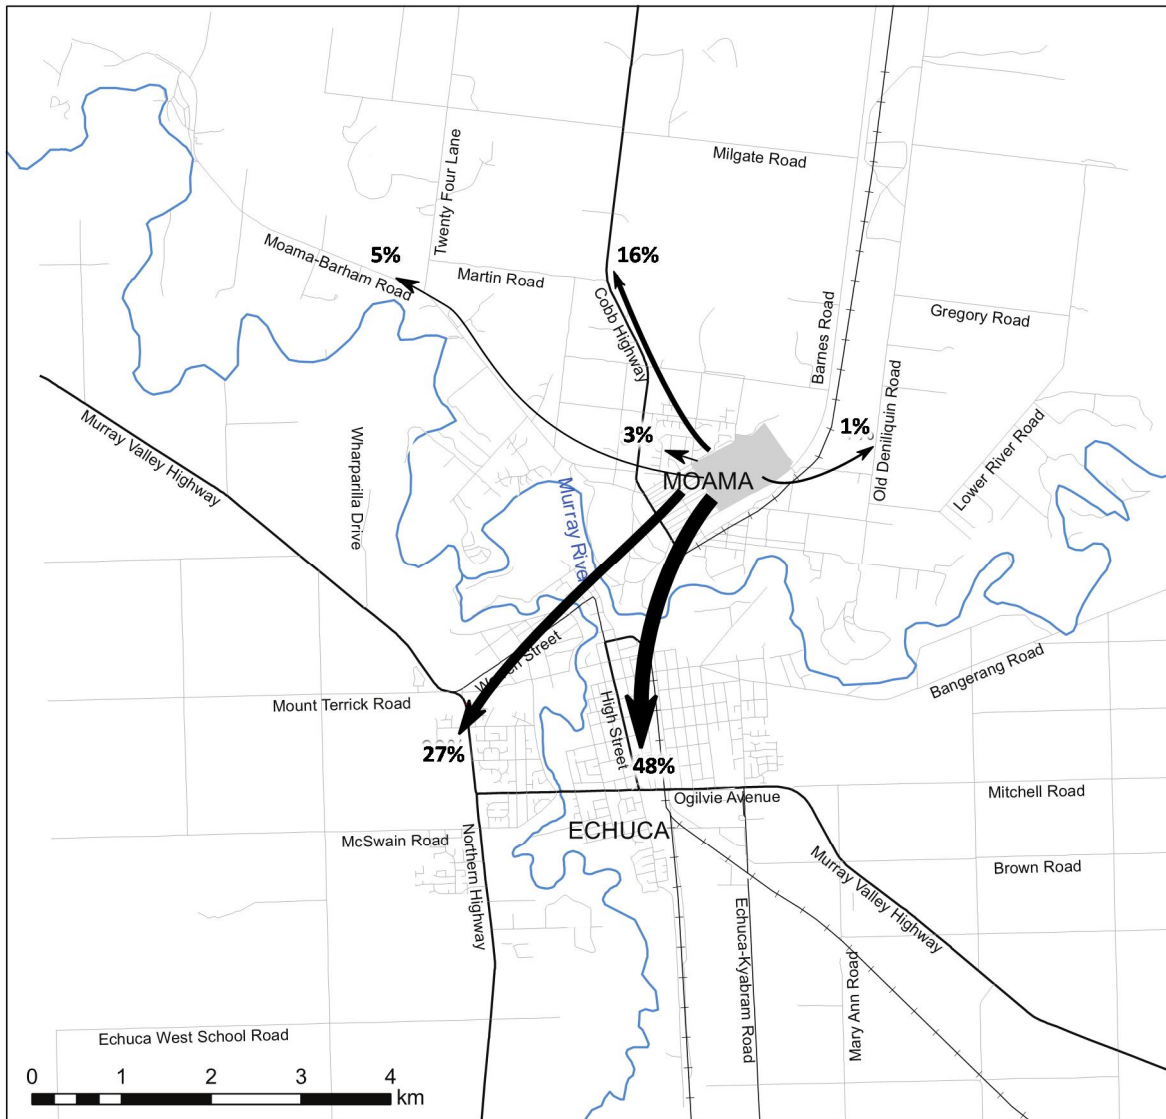 Milgate Road
Twenty Four Lane
Moama-Barham Road
5%
16%
Martin Road
Cobb Highway
Gregory Road
Barnes Road
Old Deniliquin Road
Lower River Road
Murray Valley Highway
Wharparilla Drive
3%
1%
MOAMA
Murray River
Warren Street
Bangerang Road
Mount Terrick Road
High Street
27%
48%
Ogilvie Avenue
Mitchell Road
ECHUCA
McSwain Road
Northern Highway
Murray Valley Highway
Brown Road
Echuca-Kyabram Road
Mary Ann Road
Echuca West School Road
0 1 2 3 4
km